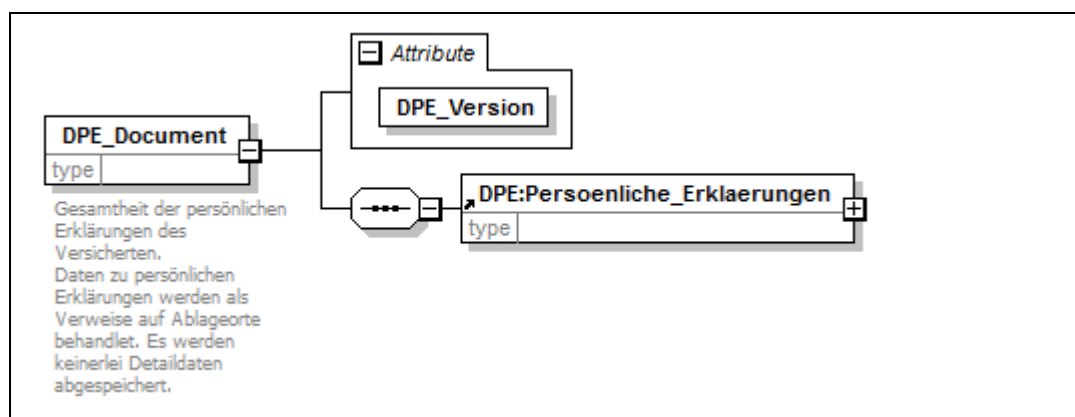 Attribute
DPE_Version
DPE_Document
type
DPE:Persoenliche_Erklaerungen
type
Gesamtheit der persönlichen
Erklärungen des
Versicherten.
Daten zu persönlichen
Erklärungen werden als
Verweise auf Ablageorte
behandlet. Es werden
keinerlei Detaildaten
abgespeichert.